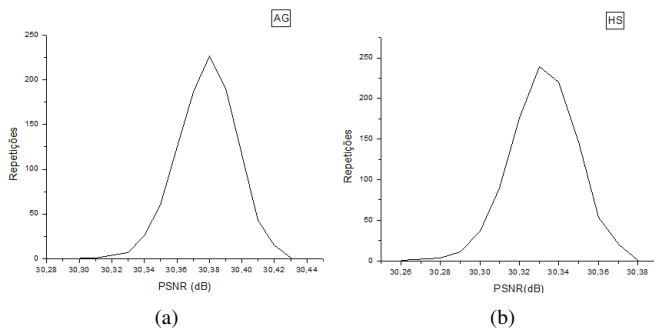 AG
250
200
150
100
50
0
Repetições
30,28 30,30 30,32 30,34 30,36 30,38 30,40 30,42 30,44
PSNR (dB)
(a)
HS
250
200
150
100
50
0
Repetições
30,26 30,28 30,30 30,32 30,34 30,36 30,38
PSNR(dB)
(b)